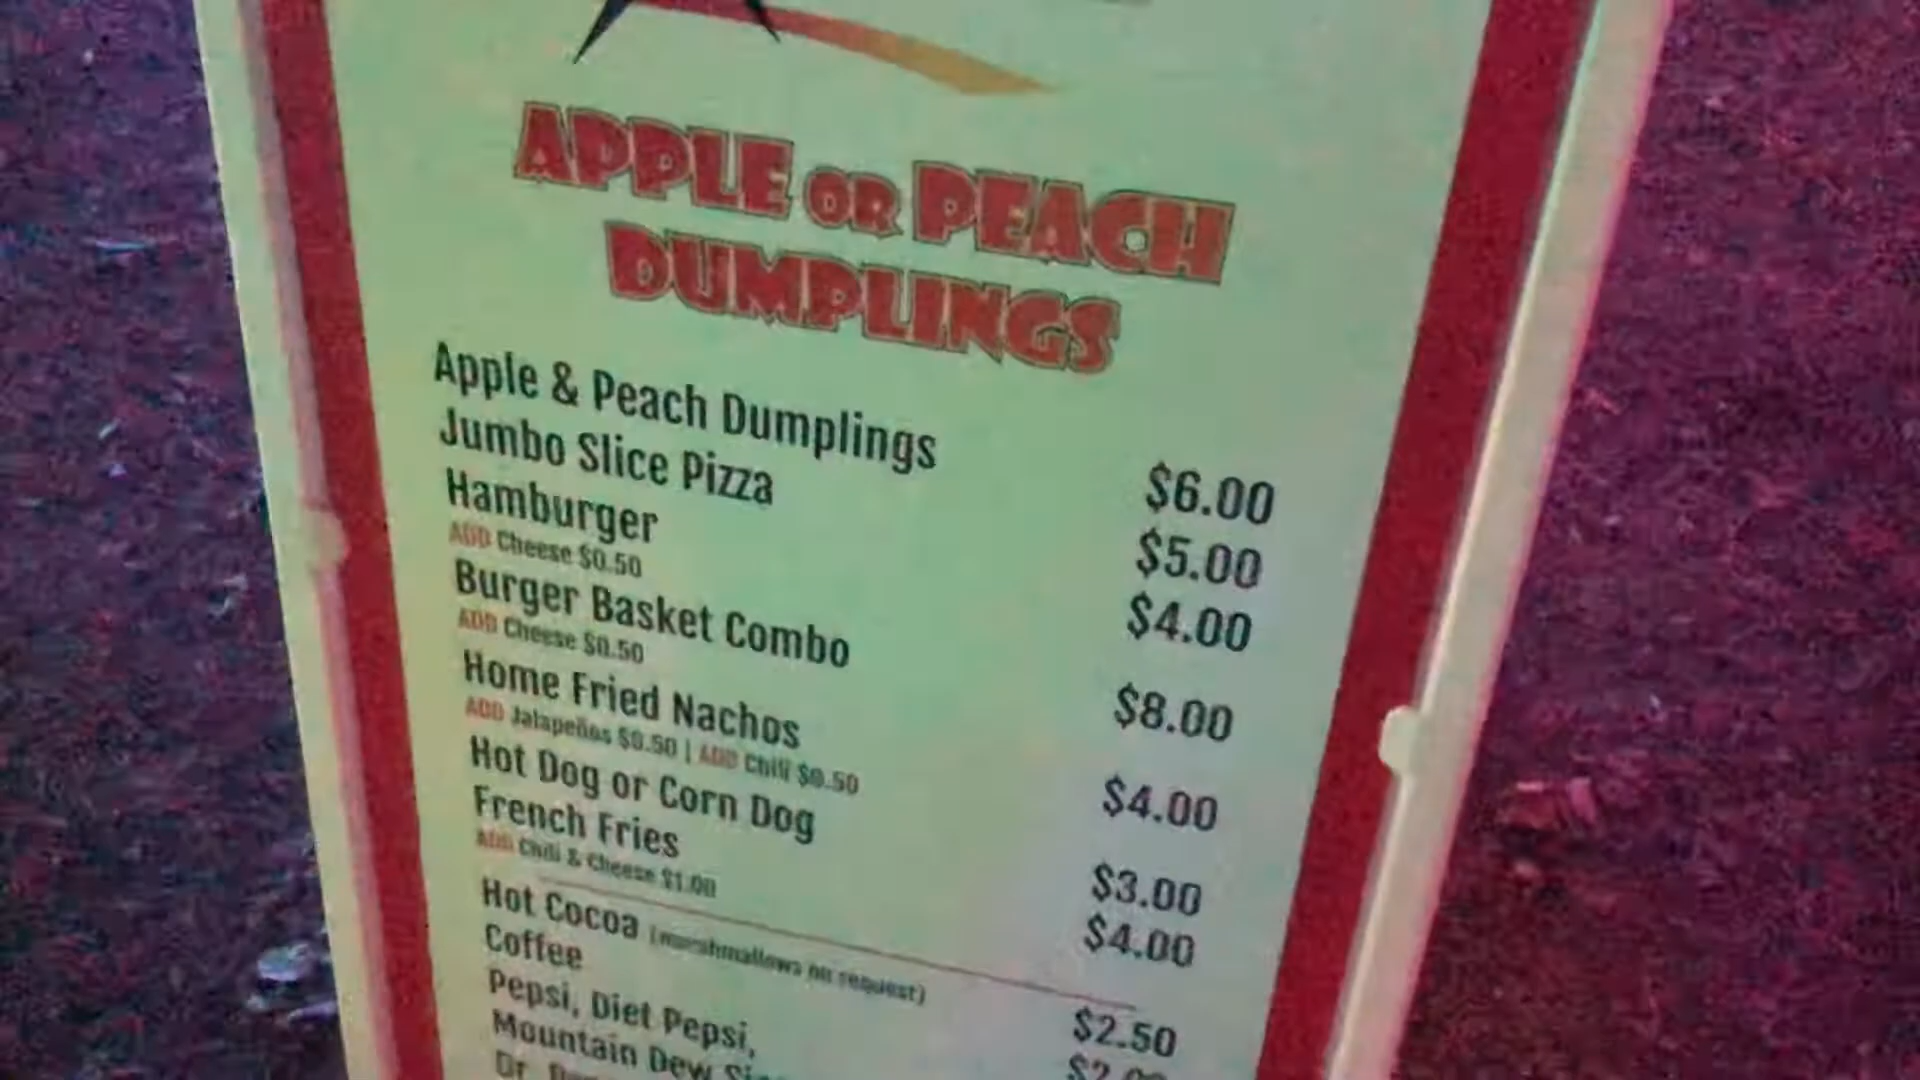 APPLE OR PEACH
DUMPLINGS
Apple & Peach Dumplings $6.00
Jumbo Slice Pizza $5.00
Hamburger $4.00
ADD Cheese $0.50
Burger Basket Combo $8.00
ADD Cheese $0.50
Home Fried Nachos $4.00
ADD Jalapeños $0.50 | ADD Chili $0.50
Hot Dog or Corn Dog $3.00
French Fries $4.00
ADD Chili & Cheese $1.00
Hot Cocoa (marshmallows on request) $2.50
Coffee
Pepsi, Diet Pepsi,
Mountain Dew